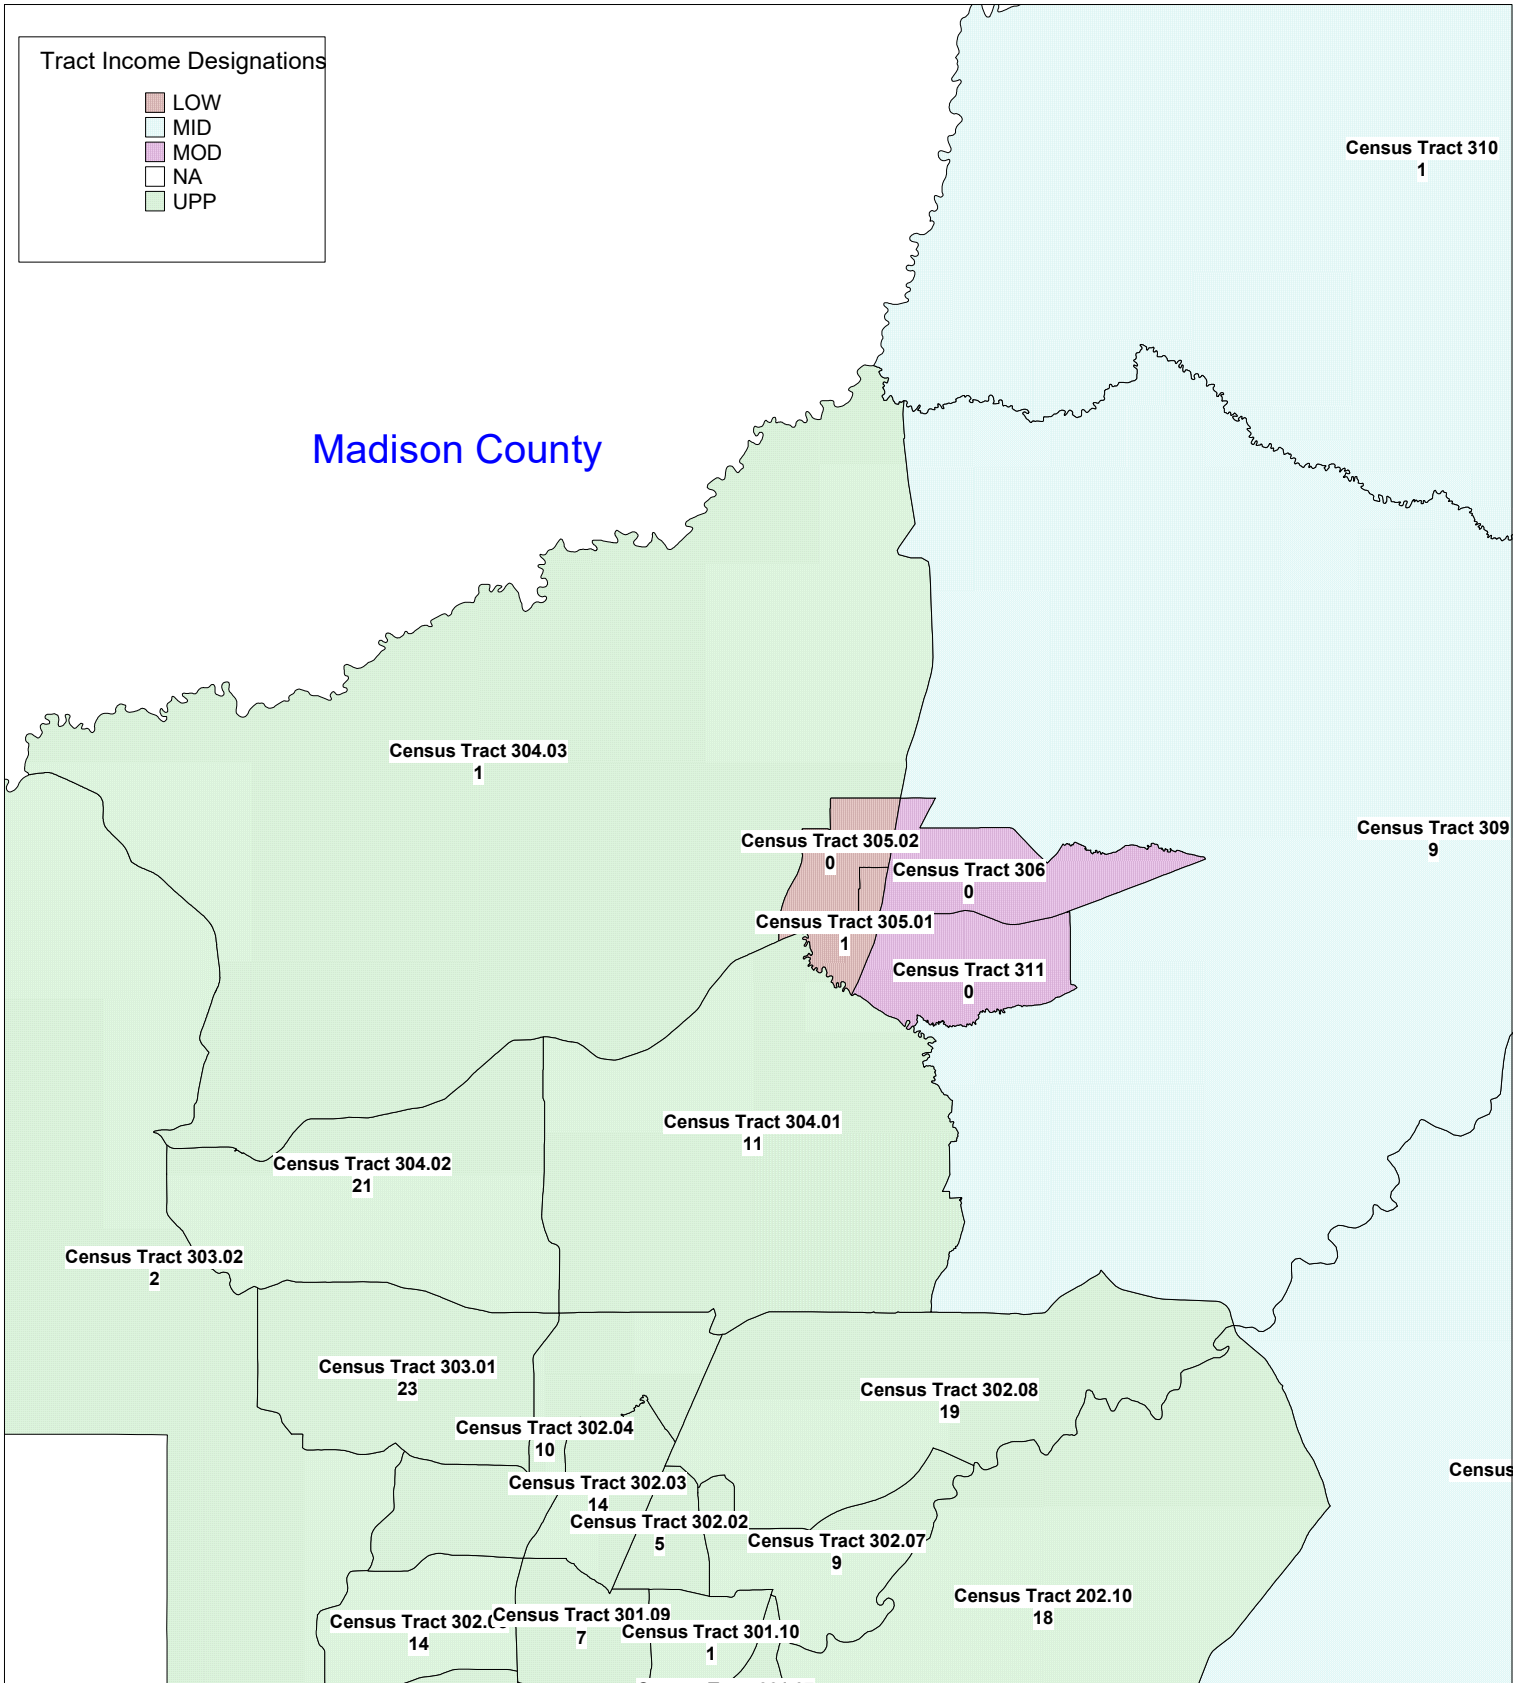 Tract Income Designations
LOW
MID
MOD
NA
UPP
Census Tract 310
1
Madison County
Census Tract 304.03
1
Census Tract 309
9
Census Tract 305.02
0
Census Tract 306
0
Census Tract 305.01
1
Census Tract 311
0
Census Tract 304.01
11
Census Tract 304.02
21
Census Tract 303.02
2
Census Tract 303.01
23
Census Tract 302.08
19
Census Tract 302.04
10
Census
Census Tract 302.03
14
Census Tract 302.02
5
Census Tract 302.07
9
Census Tract 202.10
18
Census Tract
14
Census Tract 301.09
7
Census Tract 301.10
1